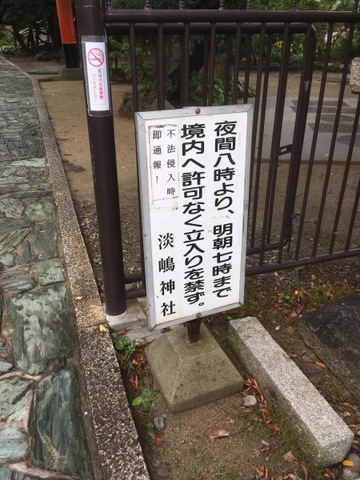 夜間八時より、明朝七時まで
境内へ許可なく立入りを禁ず。
不法侵入時
即通報！
淡嶋神社